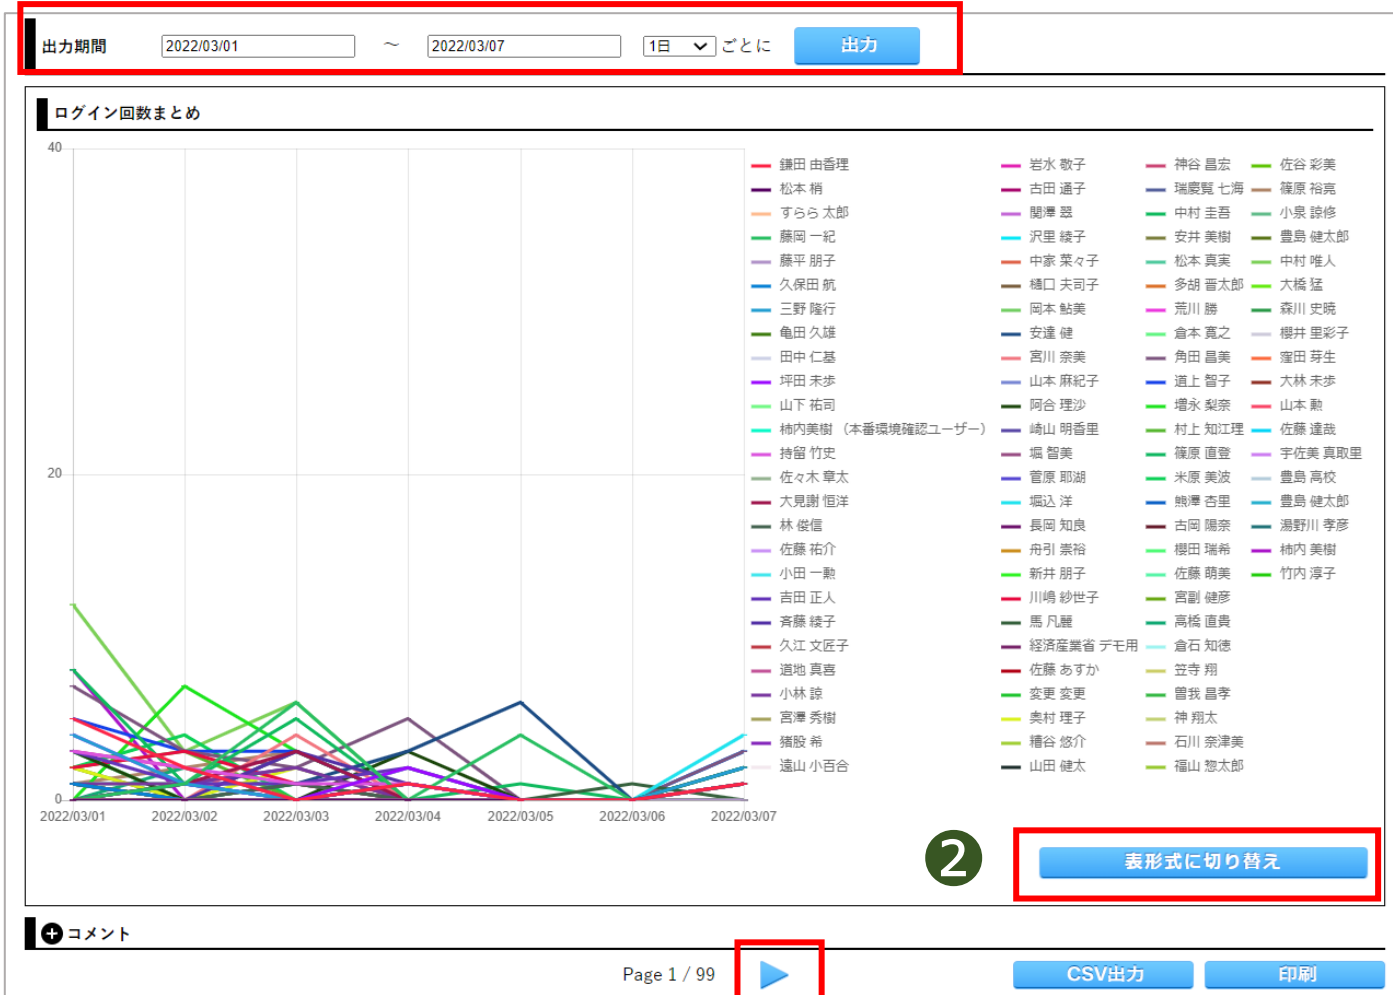 出力期間 2022/03/01 ～ 2022/03/07 1日 ごとに 出力
ログイン回数まとめ
40
20
0
2022/03/01 2022/03/02 2022/03/03 2022/03/04 2022/03/05 2022/03/06 2022/03/07
鎌田 由香理
松本 梢
すらら 太郎
藤岡 一紀
藤平 朋子
久保田 航
三野 隆行
亀田 久雄
田中 仁基
坪田 未歩
山下 祐司
柿内美樹 （本番環境確認ユーザー）
持留 竹史
佐々木 章太
大見謝 恒洋
林 俊信
佐藤 祐介
小田 一勲
吉田 正人
斉藤 綾子
久江 文匠子
道地 真喜
小林 諒
宮澤 秀樹
猪股 希
遠山 小百合
岩水 敬子
古田 通子
関澤 翠
沢里 綾子
中家 菜々子
樋口 夫司子
岡本 鮎美
安達 健
宮川 奈美
山本 麻紀子
阿合 理沙
崎山 明香里
堀 智美
菅原 耶湖
堀込 洋
長岡 知良
舟引 崇裕
新井 朋子
川嶋 紗世子
馬 凡麗
経済産業省 デモ用
佐藤 あすか
変更 変更
奥村 理子
糟谷 悠介
山田 健太
神谷 昌宏
瑞慶覧 七海
中村 圭吾
安井 美樹
松本 真実
多胡 晋太郎
荒川 勝
倉本 寛之
角田 昌美
道上 智子
増永 梨奈
村上 知江理
篠原 直登
米原 美波
熊澤 杏里
古岡 陽奈
櫻田 瑞希
佐藤 萌美
宮副 健彦
高橋 直貴
倉石 知徳
笠寺 翔
曽我 昌孝
神 翔太
石川 奈津美
福山 惣太郎
佐谷 彩美
篠原 裕亮
小泉 諒修
豊島 健太郎
中村 唯人
大橋 猛
森川 史暁
櫻井 里彩子
窪田 芽生
大林 未歩
山本 勲
佐藤 達哉
宇佐美 真取里
豊島 高校
豊島 健太郎
湯野川 孝彦
柿内 美樹
竹内 淳子
2
表形式に切り替え
コメント
Page 1 / 99 CSV出力 印刷